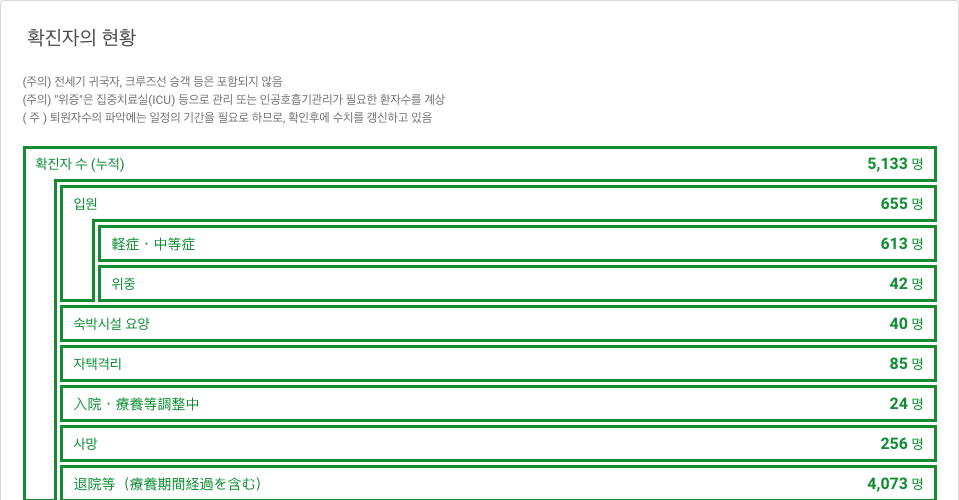 확진자의 현황
(주의) 전세기 귀국자, 크루즈선 승객 등은 포함되지 않음
(주의) "위증"은 집중치료실(ICU) 등으로 관리 또는 인공호흡기관리가 필요한 환자수를 계상
( 주 ) 퇴원자수의 파악에는 일정의 기간을 필요로 하므로, 확인후에 수치를 갱신하고 있음
확진자 수 (누적) 5,133 명
입원 655 명
軽症・中等症 613 명
위중 42 명
숙박시설 요양 40 명
자택격리 85 명
入院・療養等調整中 24 명
사망 256 명
退院等（療養期間経過を含む） 4,073 명